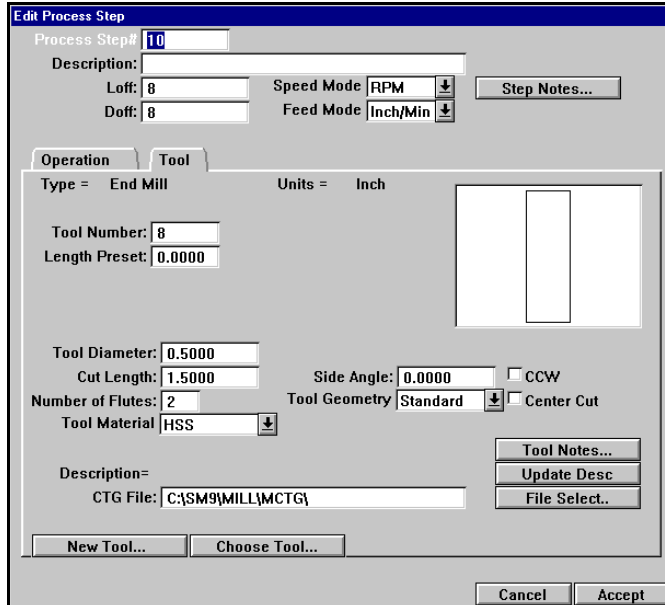 Edit Process Step
Process Step# 10
Description:
Loff: 8 Speed Mode RPM Step Notes...
Doff: 8 Feed Mode Inch/Min
Operation Tool
Type = End Mill Units = Inch
Tool Number: 8
Length Preset: 0.0000
Tool Diameter: 0.5000
Cut Length: 1.5000 Side Angle: 0.0000 CCW
Number of Flutes: 2 Tool Geometry Standard Center Cut
Tool Material HSS
Tool Notes...
Description= Update Desc
CTG File: C:\SM9\MILL\MCTG\ File Select..
New Tool... Choose Tool...
Cancel Accept